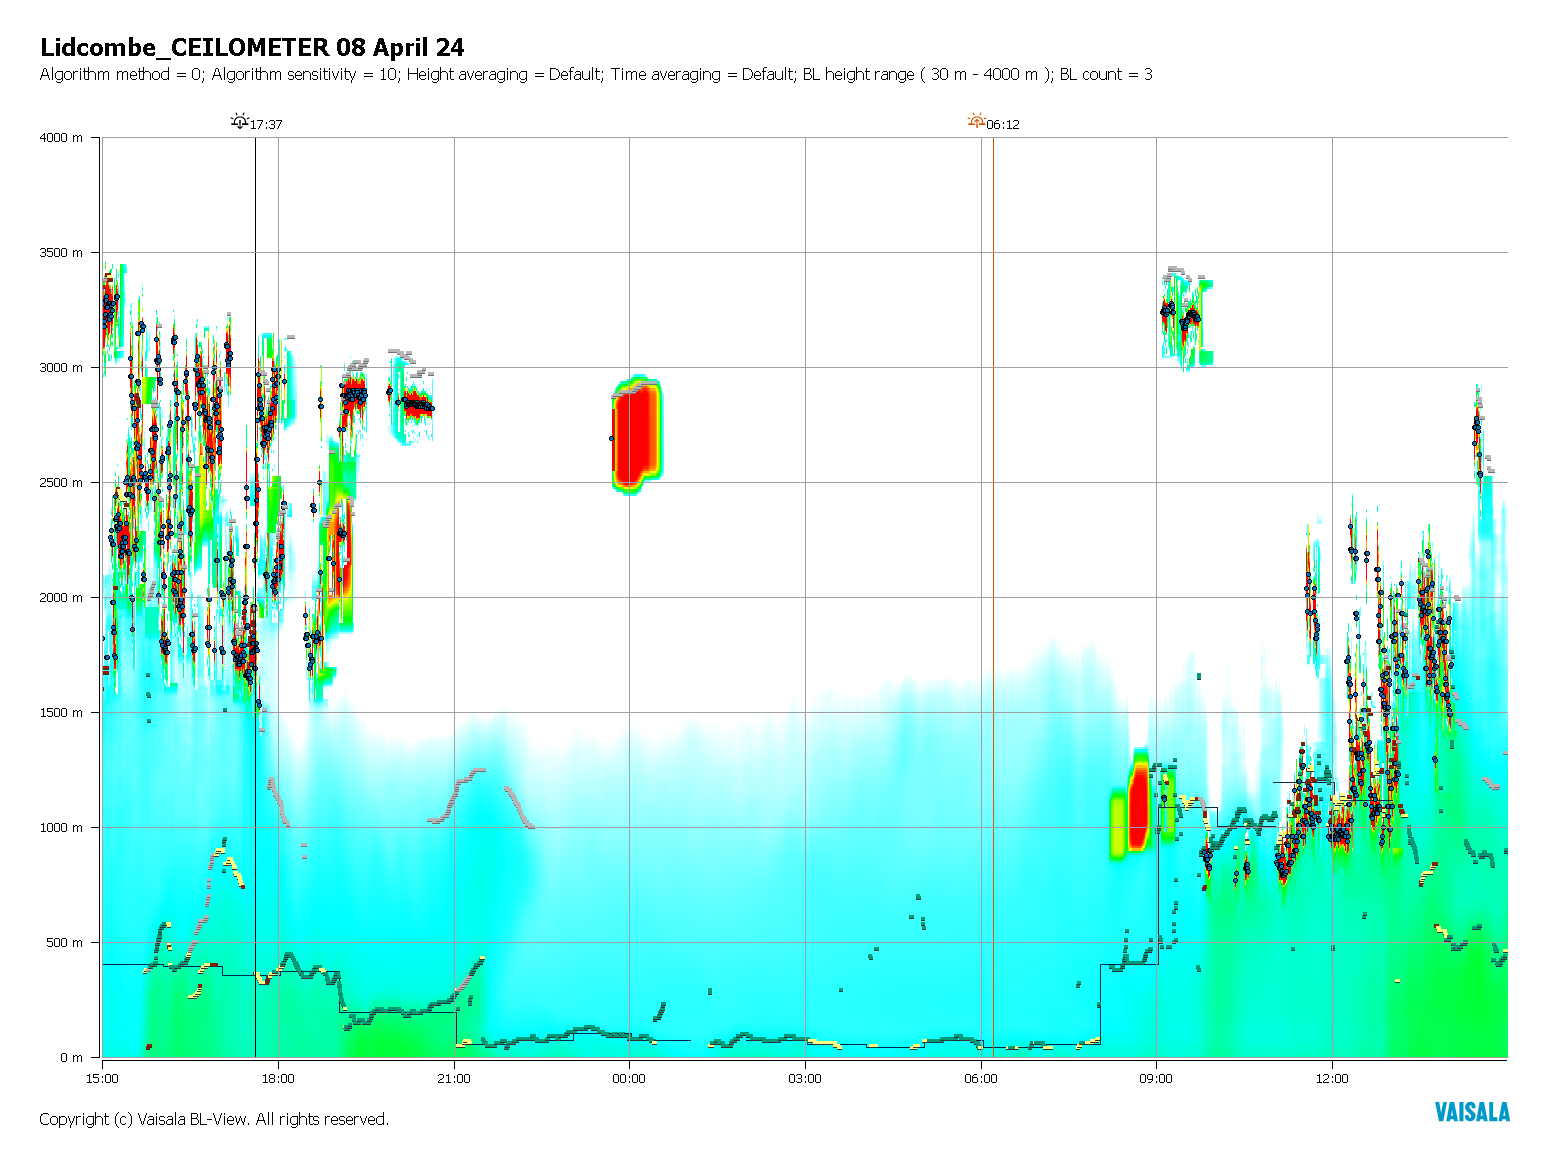 Lidcombe_CEILOMETER 08 April 24
Algorithm method = 0; Algorithm sensitivity = 10; Height averaging = Default; Time averaging = Default; BL height range ( 30 m - 4000 m ); BL count = 3
17:37 06:12
4000 m
3500 m
3000 m
2500 m
2000 m
1500 m
1000 m
500 m
0 m
15:00 18:00 21:00 00:00 03:00 06:00 09:00 12:00
Copyright (c) Vaisala BL-View. All rights reserved.
VAISALA